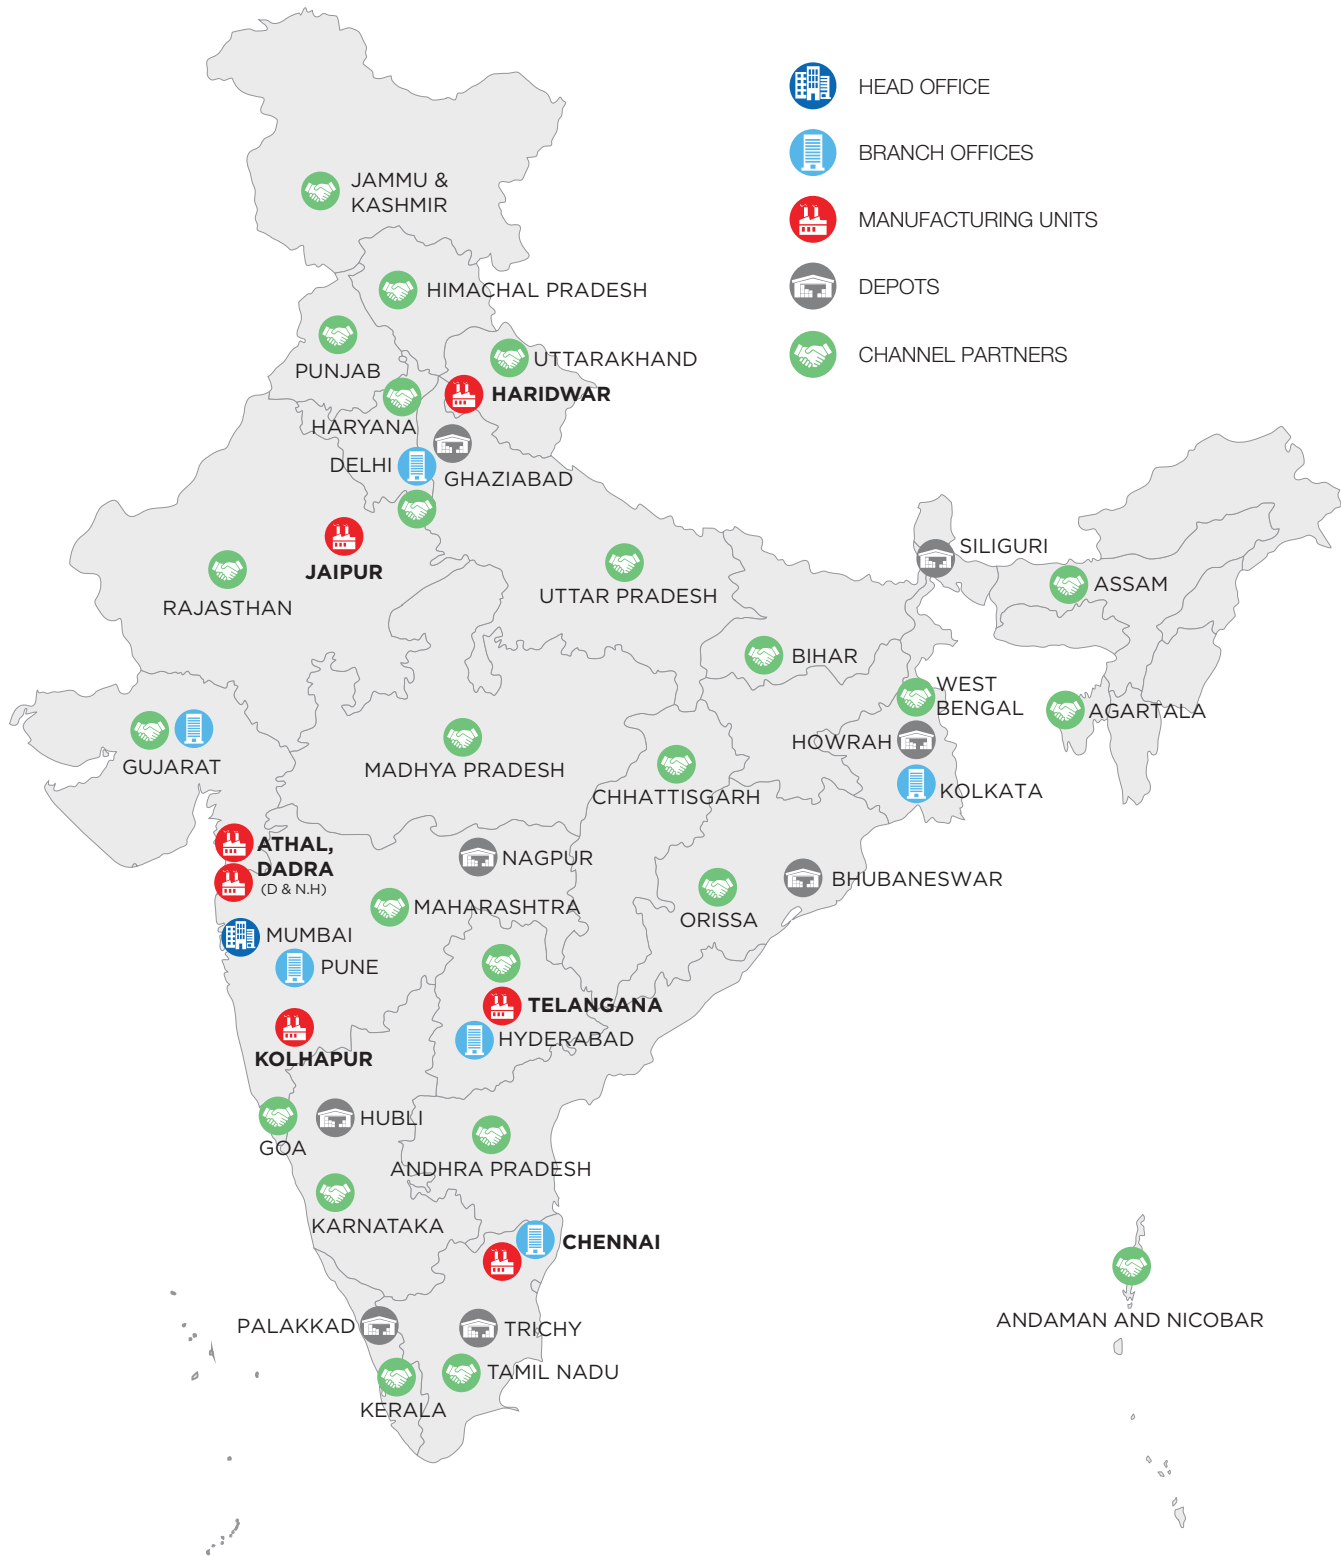 HEAD OFFICE
BRANCH OFFICES
MANUFACTURING UNITS
DEPOTS
CHANNEL PARTNERS
JAMMU &
KASHMIR
HIMACHAL PRADESH
PUNJAB
UTTARAKHAND
HARIDWAR
HARYANA
DELHI
GHAZIABAD
JAIPUR
RAJASTHAN
UTTAR PRADESH
SILIGURI
ASSAM
BIHAR
WEST
BENGAL
AGARTALA
HOWRAH
KOLKATA
GUJARAT
MADHYA PRADESH
CHHATTISGARH
ATHAL,
DADRA
(D & N.H)
NAGPUR
BHUBANESWAR
MAHARASHTRA
ORISSA
MUMBAI
PUNE
TELANGANA
HYDERABAD
KOLHAPUR
HUBLI
GOA
ANDHRA PRADESH
KARNATAKA
CHENNAI
PALAKKAD
TRICHY
TAMIL NADU
KERALA
ANDAMAN AND NICOBAR